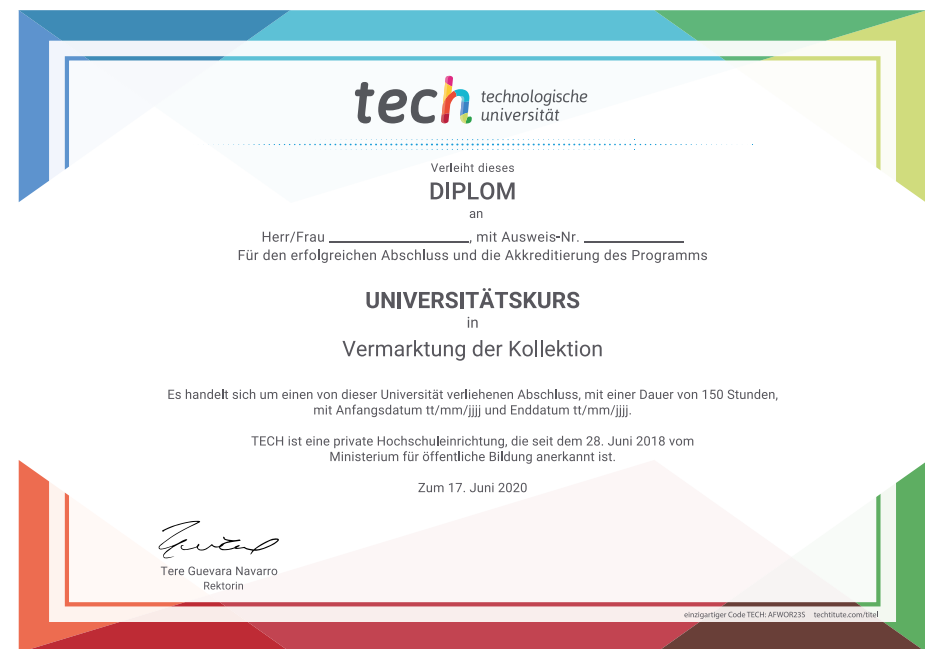 tech technologische
universität
Verleiht dieses
DIPLOM
an
Herr/Frau ____________________, mit Ausweis-Nr. ______________
Für den erfolgreichen Abschluss und die Akkreditierung des Programms
UNIVERSITÄTSKURS
in
Vermarktung der Kollektion
Es handelt sich um einen von dieser Universität verliehenen Abschluss, mit einer Dauer von 150 Stunden,
mit Anfangsdatum tt/mm/jjjj und Enddatum tt/mm/jjjj.
TECH ist eine private Hochschuleinrichtung, die seit dem 28. Juni 2018 vom
Ministerium für öffentliche Bildung anerkannt ist.
Zum 17. Juni 2020
Tere Guevara Navarro
Rektorin
einzigartiger Code TECH: AFWOR23S techtitute.com/titel